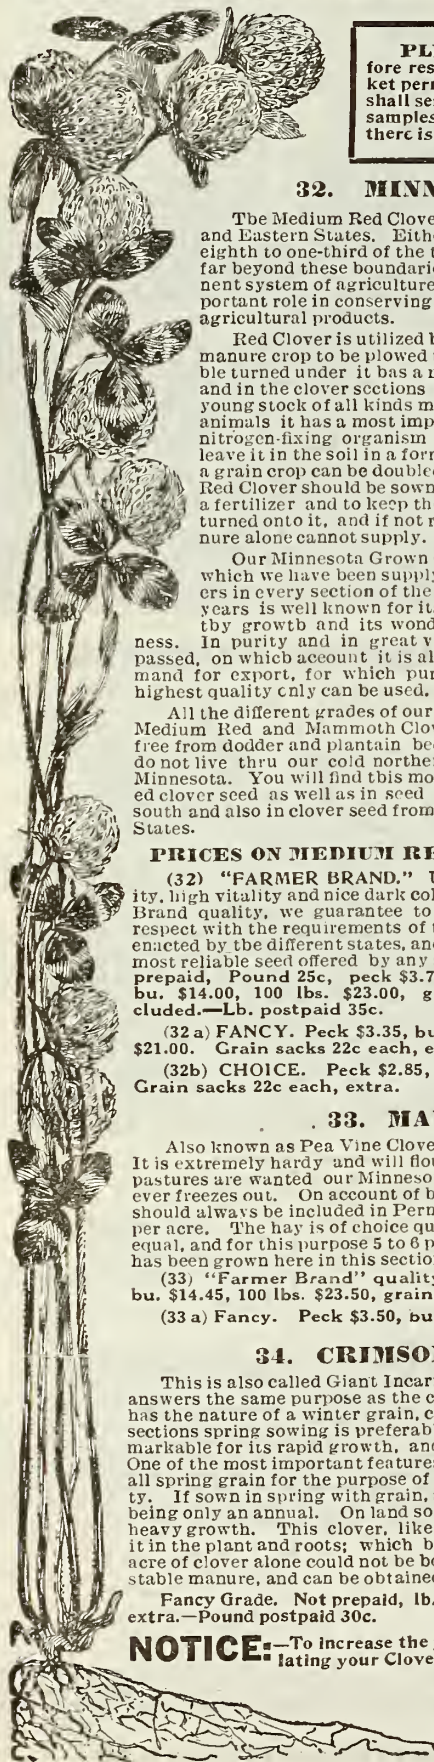 PL
fore res
ket perr
shall se
samples
there is
32. MINN
Tbe Medium Red Clove
and Eastern States. Eith
eighth to one-third of the t
far beyond these boundarie
nent system of agriculture
portant role in conserving
agricultural products.
Red Clover is utilized b
manure crop to be plowed
ble turned under it bas a
and in the clover sections
young stock of all kinds m
animals it has a most imp
nitrogen-fixing organism
leave it in the soil in a forr
a grain crop can be double
Red Clover should be sown
a fertilizer and to keep th
turned onto it, and if not r
nure alone cannot supply.
Our Minnesota Grown
which we have been supply
ers in every section of the
years is well known for it
tby growtb and its wond
ness. In purity and in great v
passed, on whicb account it is al
mand for export, for which pur
highest quality cnly can be used.
All the different grades of our
Medium Red and Mammoth Clov
free from dodder and plantain be
do not live thru our cold northe
Minnesota. You will find tbis mo
ed clover seed as well as in seed
south and also in clover seed from
States.
PRICES ON MEDIUM RE
(32) "FARMER BRAND."
ity, high vitality and nice dark col
Brand quality, we guarantee to
respect with the requirements of
enacted by tbe different states, an
most reliable seed offered by any
prepaid, Pound 25c, peck $3.7
bu. $14.00, 100 lbs. $23.00, g
cluded.—Lb. postpaid 35c.
(32a) FANCY. Peck $3.35, bu
$21.00. Grain sacks 22c each, e
(32b) CHOICE. Peck $2.85,
Grain sacks 22c each, extra.
33. MA
Also known as Pea Vine Clove
It is extremely hardy and will flou
pastures are wanted our Minneso
ever freezes out. On account of b
should always be included in Perm
per acre. The hay is of choice qu
equal, and for this purpose 5 to 6 p
has been grown here in this sectio
(33) "Farmer Brand" quality
bu. $14.45, 100 lbs. $23.50, grain
(33a) Fancy. Peck $3.50, bu
34. CRIMSO
This is also called Giant Incar
answers the same purpose as the c
has the nature of a winter grain, c
sections spring sowing is preferab
markable for its rapid growth, an
One of the most important feature
all spring grain for the purpose of
ty. If sown in spring with grain,
being only an annual. On land so
heavy growth. This clover, like
it in the plant and roots; which b
acre of clover alone could not be b
stable manure, and can be obtained
Fancy Grade. Not prepaid, lb.
extra.—Pound postpaid 30c.
NOTICE:—To increase the
lating your Clove